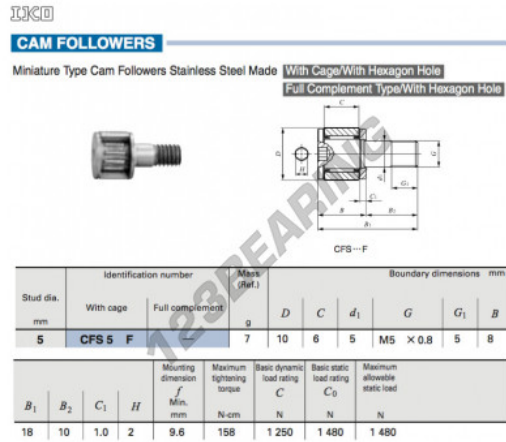 IKO
CAM FOLLOWERS
Miniature Type Cam Followers Stainless Steel Made With Cage/With Hexagon Hole
Full Complement Type/With Hexagon Hole
C
D
H
d1
G
G1
C1
B
B2
B1
CFS…F
123BEARING
Stud dia. mm
Identification number
Mass (Ref.) g
Boundary dimensions mm
With cage
Full complement
D C d1 G G1 B
5 CFS 5 F — 7 10 6 5 M5 × 0.8 5 8
B1 B2 C1 H
Mounting dimension f Min. mm
Maximum tightening torque N-cm
Basic dynamic load rating C N
Basic static load rating C0 N
Maximum allowable static load N
18 10 1.0 2 9.6 158 1 250 1 480 1 480